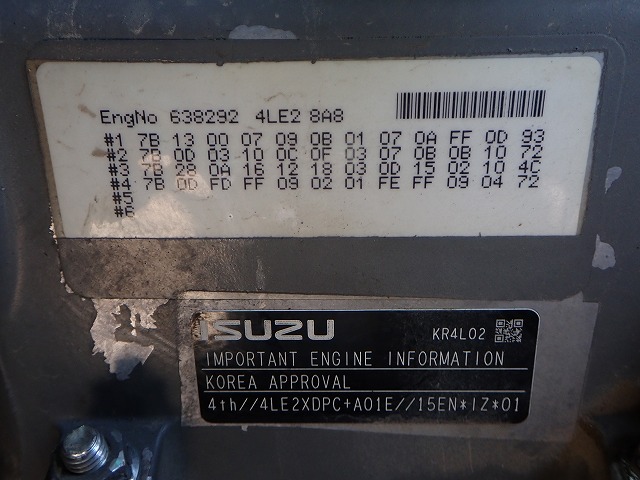 EngNo 638292 4LE2 8A8
#1 7B 13 00 07 09 0B 01 07 0A FF 0D 93
#2 7B 0D 03 10 0C 0F 03 07 0B 0B 10 72
#3 7B 28 0A 16 12 18 03 0D 15 02 10 4C
#4 7B 0D FD FF 09 02 01 FE FF 09 04 72
#5
#6
ISUZU KR4L02
IMPORTANT ENGINE INFORMATION
KOREA APPROVAL
4th//4LE2XDPC+A01E//15EN*IZ*01